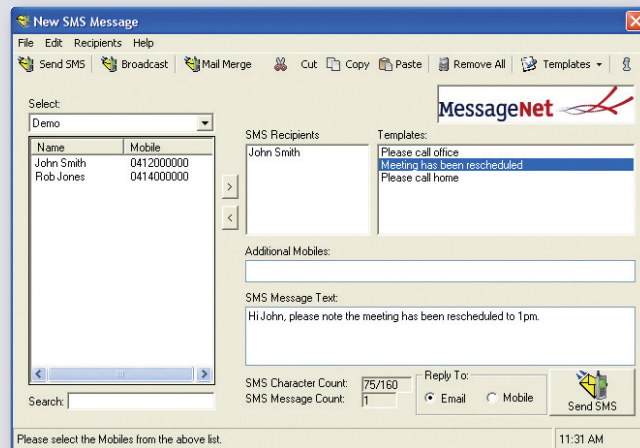 New SMS Message
File Edit Recipients Help
Send SMS Broadcast Mail Merge Cut Copy Paste Remove All Templates
MessageNet
Select:
Demo
Name Mobile
John Smith 0412000000
Rob Jones 0414000000
Search:
SMS Recipients
John Smith
>
<
Templates:
Please call office
Meeting has been rescheduled
Please call home
Additional Mobiles:
SMS Message Text:
Hi John, please note the meeting has been rescheduled to 1pm.
SMS Character Count: 75/160
SMS Message Count: 1
Reply To:
Email Mobile
Send SMS
Please select the Mobiles from the above list.
11:31 AM